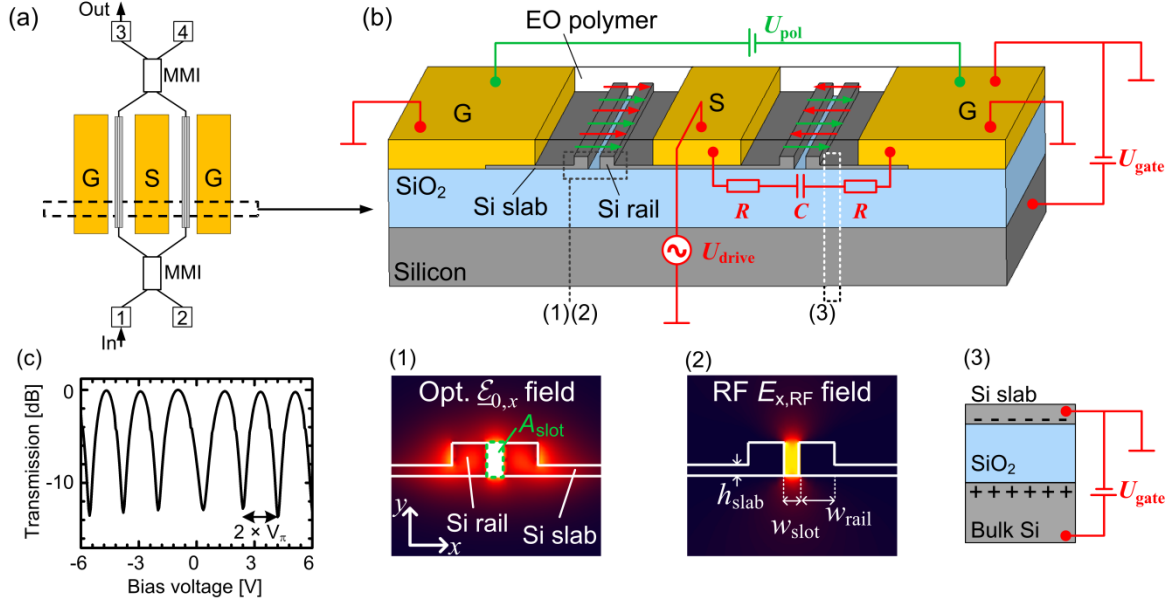 (a)
Out
3
4
MMI
G
S
G
MMI
1
2
In
(b)
EO polymer
U_pol
G
S
G
SiO₂
Si slab
Si rail
R
C
R
U_gate
U_drive
Silicon
(1)
(2)
(3)
(c)
Transmission [dB]
0
-10
-6
-3
0
3
6
2 × V_π
Bias voltage [V]
(1)
Opt. ℰ_0,x field
A_slot
Si rail
Si slab
y
x
(2)
RF E_x,RF field
h_slab
w_slot
w_rail
(3)
Si slab
- - - - - -
SiO₂
+ + + + + +
Bulk Si
U_gate